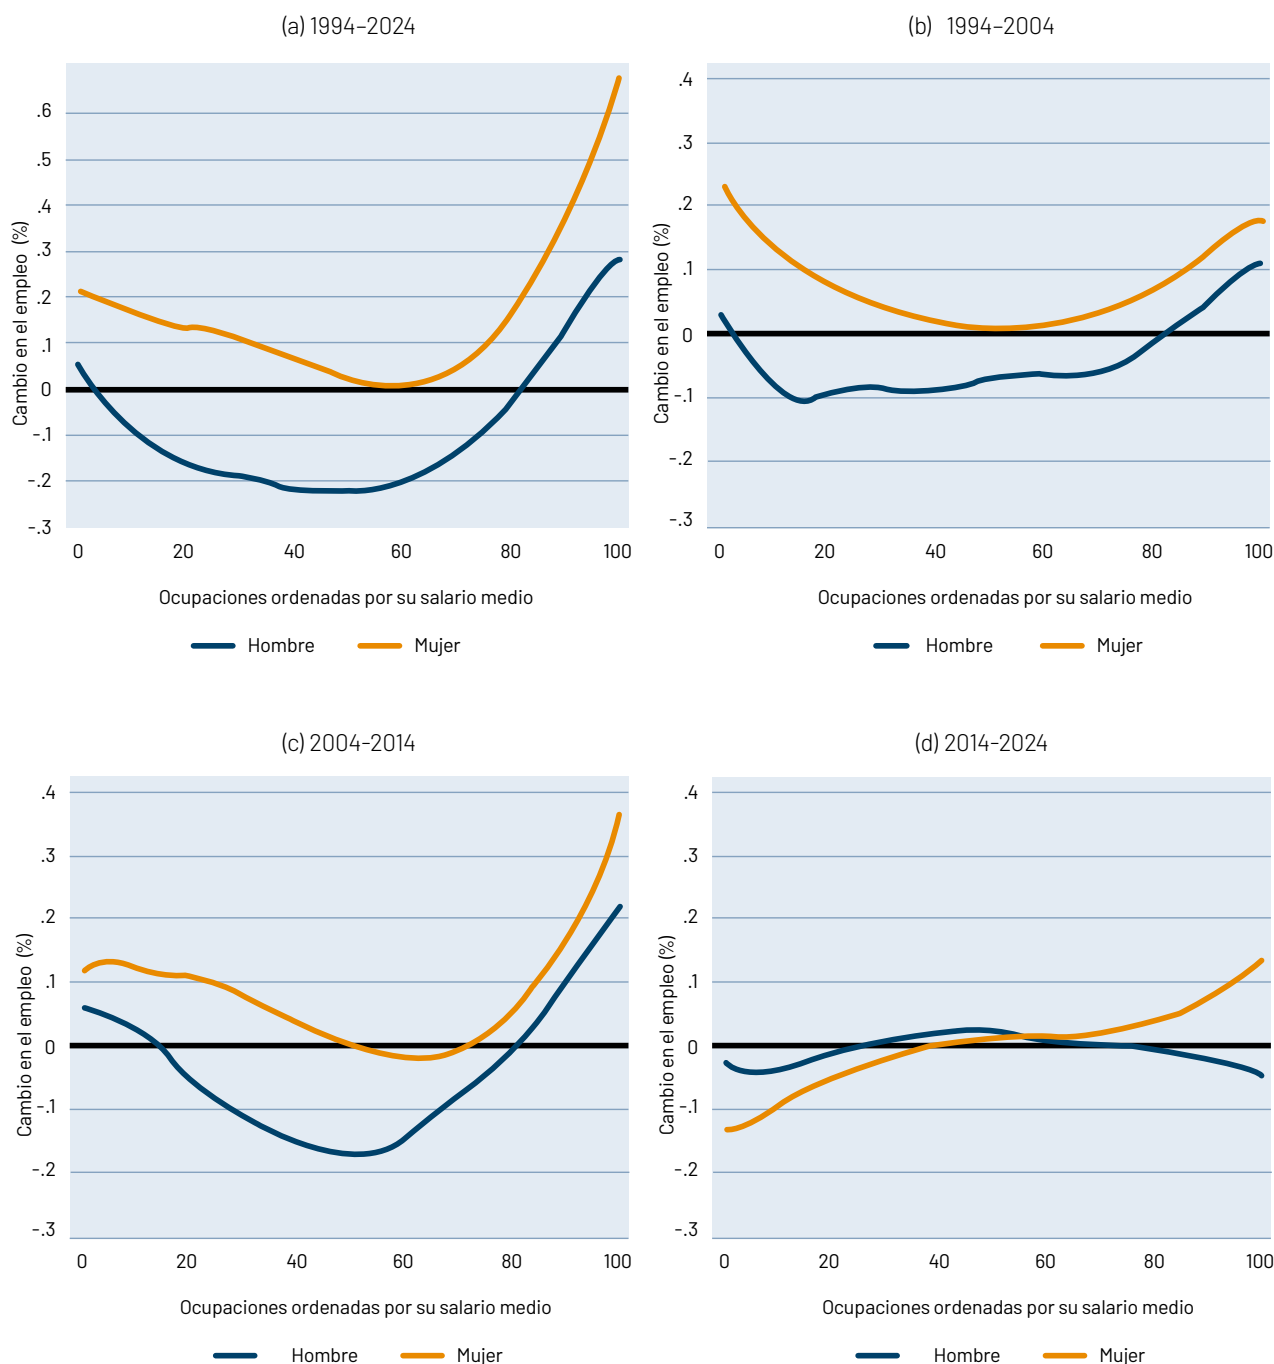 (a) 1994–2024
.6
.5
.4
.3
.2
.1
0
-.1
-.2
-.3
Cambio en el empleo (%)
0 20 40 60 80 100
Ocupaciones ordenadas por su salario medio
Hombre Mujer
(b) 1994–2004
.4
.3
.2
.1
0
-.1
-.2
-.3
Cambio en el empleo (%)
0 20 40 60 80 100
Ocupaciones ordenadas por su salario medio
Hombre Mujer
(c) 2004–2014
.4
.3
.2
.1
0
-.1
-.2
-.3
Cambio en el empleo (%)
0 20 40 60 80 100
Ocupaciones ordenadas por su salario medio
Hombre Mujer
(d) 2014–2024
.4
.3
.2
.1
0
-.1
-.2
-.3
Cambio en el empleo (%)
0 20 40 60 80 100
Ocupaciones ordenadas por su salario medio
Hombre Mujer